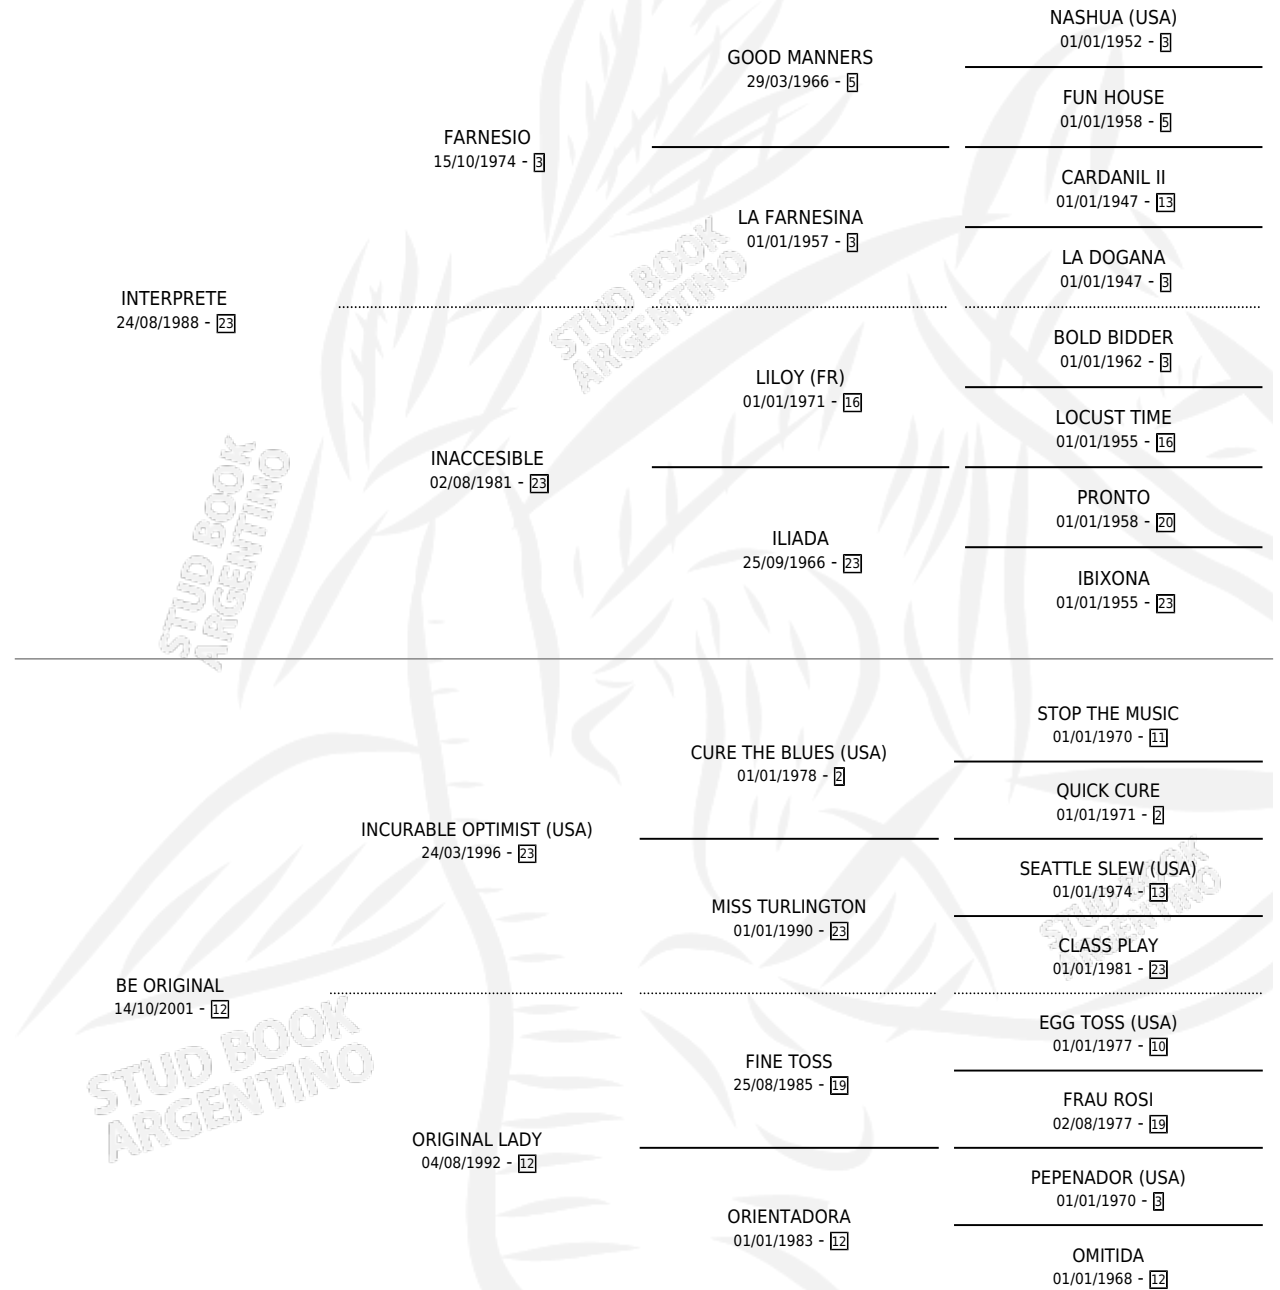 NASHUA (USA)
01/01/1952 - 3
GOOD MANNERS
29/03/1966 - 5
FUN HOUSE
01/01/1958 - 5
FARNESIO
15/10/1974 - 3
CARDANIL II
01/01/1947 - 13
LA FARNESINA
01/01/1957 - 3
LA DOGANA
01/01/1947 - 3
INTERPRETE
24/08/1988 - 23
BOLD BIDDER
01/01/1962 - 3
LILOY (FR)
01/01/1971 - 16
LOCUST TIME
01/01/1955 - 16
INACCESIBLE
02/08/1981 - 23
PRONTO
01/01/1958 - 20
ILIADA
25/09/1966 - 23
IBIXONA
01/01/1955 - 23
STUD BOOK
ARGENTINO
STUD BOOK
ARGENTINO
STOP THE MUSIC
01/01/1970 - 11
CURE THE BLUES (USA)
01/01/1978 - 2
QUICK CURE
01/01/1971 - 2
INCURABLE OPTIMIST (USA)
24/03/1996 - 23
SEATTLE SLEW (USA)
01/01/1974 - 13
MISS TURLINGTON
01/01/1990 - 23
CLASS PLAY
01/01/1981 - 23
BE ORIGINAL
14/10/2001 - 12
EGG TOSS (USA)
01/01/1977 - 10
FINE TOSS
25/08/1985 - 19
FRAU ROSI
02/08/1977 - 19
ORIGINAL LADY
04/08/1992 - 12
PEPENADOR (USA)
01/01/1970 - 3
ORIENTADORA
01/01/1983 - 12
OMITIDA
01/01/1968 - 12
STUD BOOK
ARGENTINO
STUD BOOK
ARGENTINO